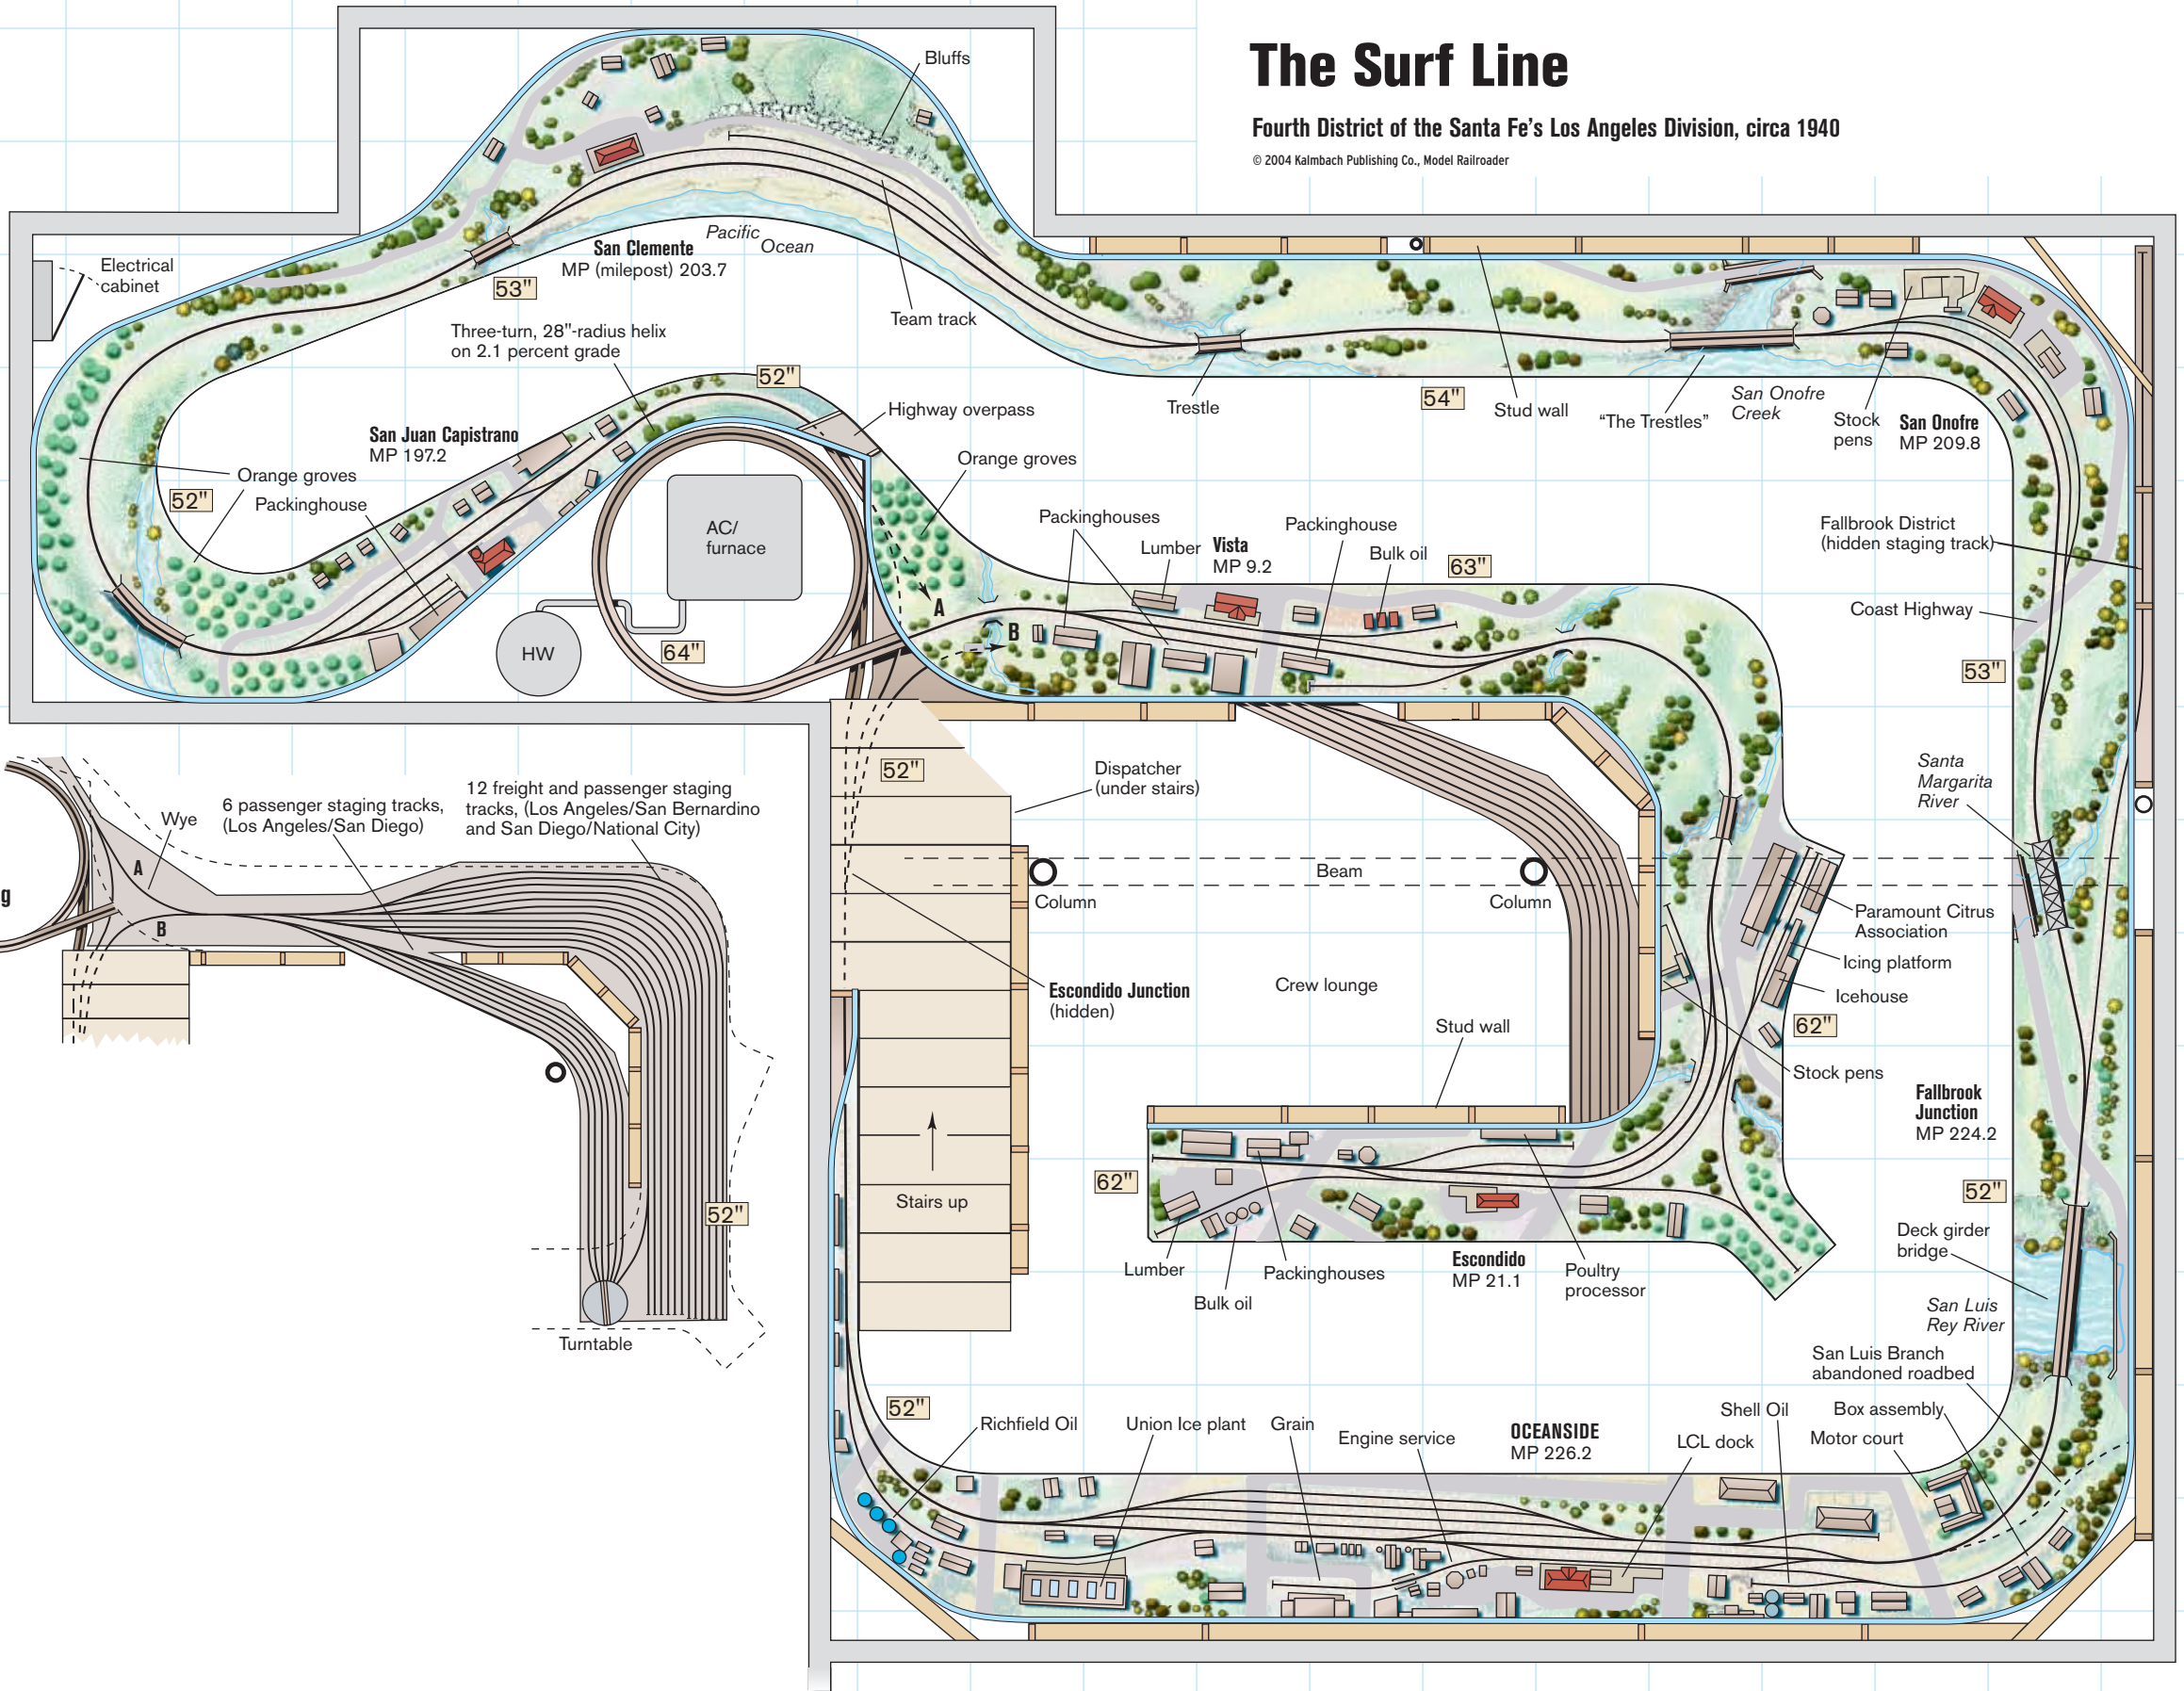 The Surf Line
Fourth District of the Santa Fe's Los Angeles Division, circa 1940
© 2004 Kalmbach Publishing Co., Model Railroader
Bluffs
Electrical
cabinet
San Clemente
MP (milepost) 203.7
Pacific
Ocean
53"
Team track
Three-turn, 28"-radius helix
on 2.1 percent grade
52"
Highway overpass
Trestle
54"
Stud wall
"The Trestles"
San Onofre
Creek
Stock
pens
San Onofre
MP 209.8
San Juan Capistrano
MP 197.2
Orange groves
52"
Packinghouse
Orange groves
AC/
furnace
HW
64"
Packinghouses
Lumber
Vista
MP 9.2
Packinghouse
Bulk oil
63"
A
B
Fallbrook District
(hidden staging track)
Coast Highway
53"
52"
Dispatcher
(under stairs)
Santa
Margarita
River
Beam
Column
Column
Paramount Citrus
Association
Icing platform
Icehouse
62"
Escondido Junction
(hidden)
Crew lounge
Stud wall
Stock pens
Fallbrook
Junction
MP 224.2
g
Wye
6 passenger staging tracks,
(Los Angeles/San Diego)
12 freight and passenger staging
tracks, (Los Angeles/San Bernardino
and San Diego/National City)
A
B
52"
Turntable
Stairs up
62"
52"
Lumber
Bulk oil
Packinghouses
Escondido
MP 21.1
Poultry
processor
Deck girder
bridge
San Luis
Rey River
San Luis Branch
abandoned roadbed
52"
Richfield Oil
Union Ice plant
Grain
Engine service
OCEANSIDE
MP 226.2
LCL dock
Shell Oil
Box assembly
Motor court